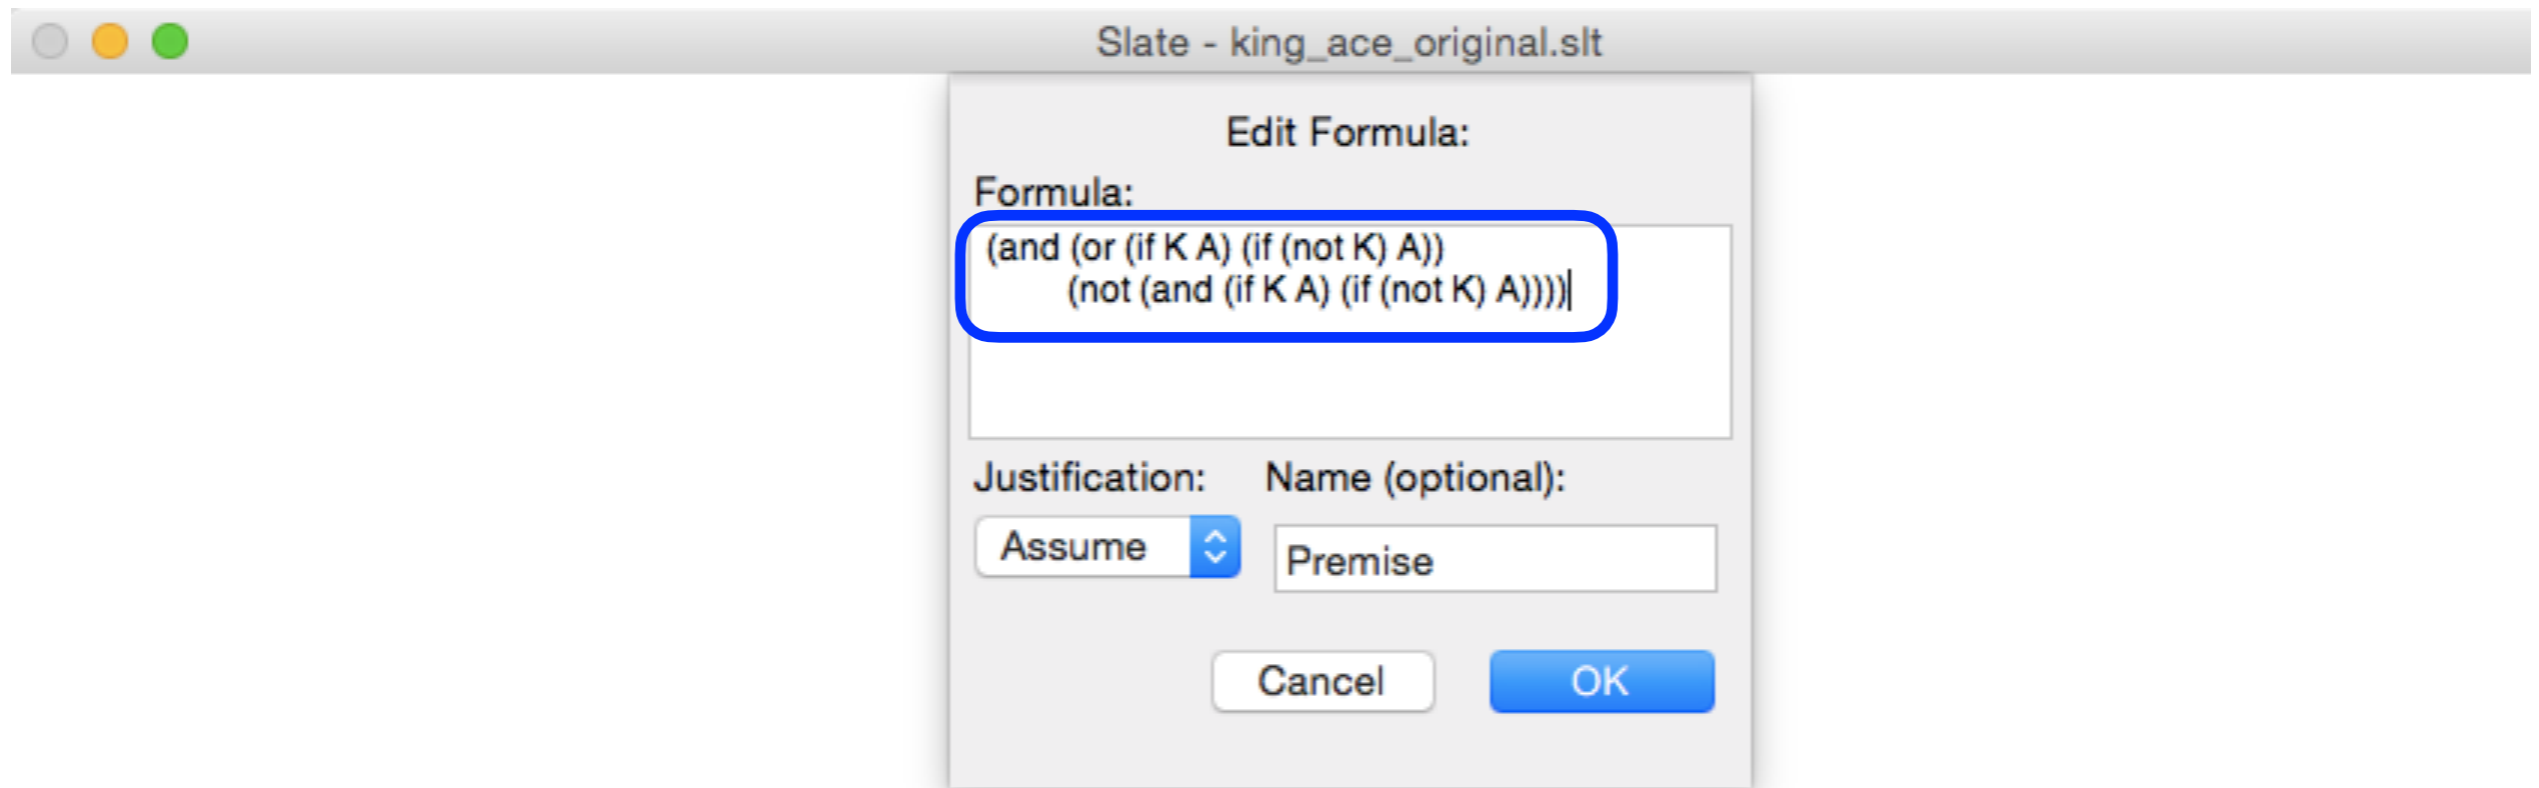 Slate - king_ace_original.slt
Edit Formula:
Formula:
(and (or (if K A) (if (not K) A))
(not (and (if K A) (if (not K) A))))
Justification: Name (optional):
Assume Premise
Cancel OK